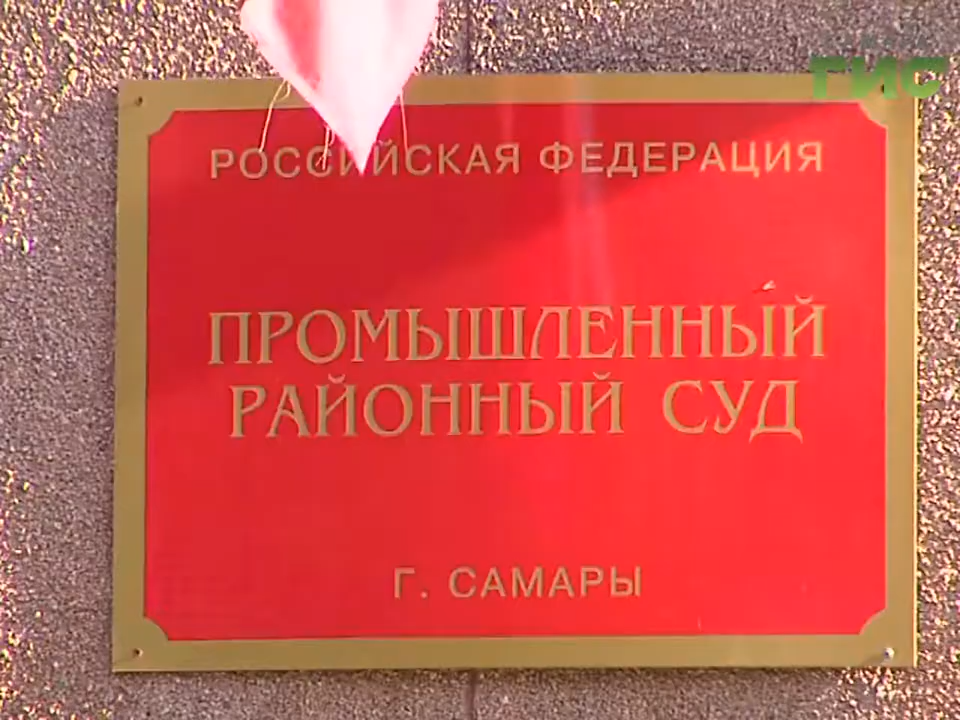 ГИС
РОССИЙСКАЯ ФЕДЕРАЦИЯ
ПРОМЫШЛЕННЫЙ
РАЙОННЫЙ СУД
Г. САМАРЫ